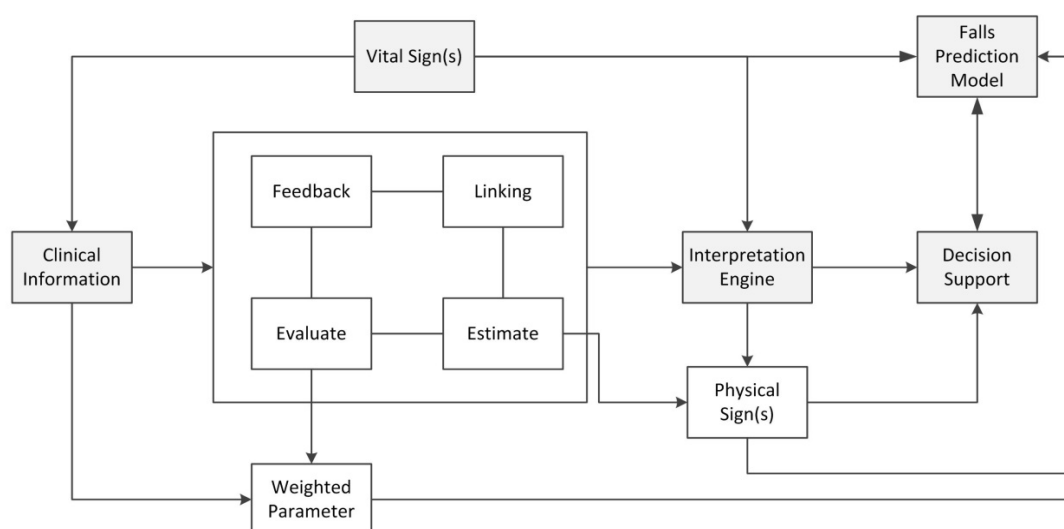 Vital Sign(s)
Falls
Prediction
Model
Feedback
Linking
Clinical
Information
Interpretation
Engine
Decision
Support
Evaluate
Estimate
Physical
Sign(s)
Weighted
Parameter